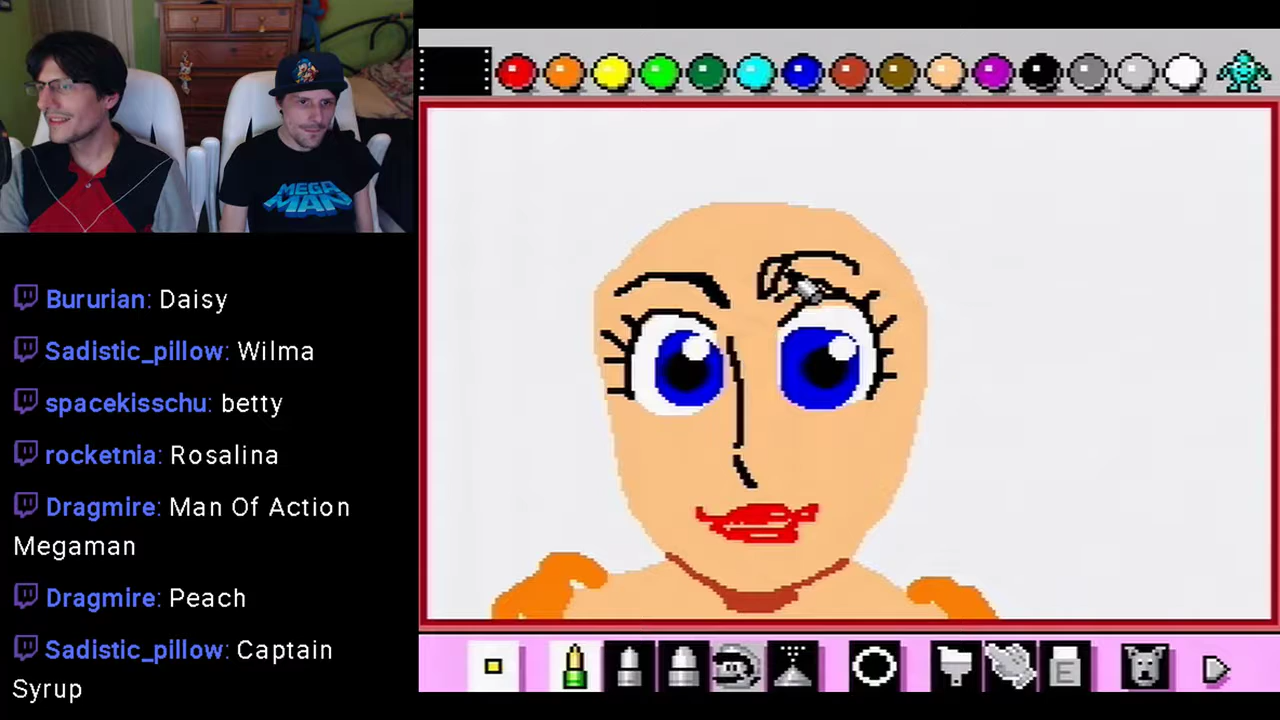 MEGA
MAN
Bururian: Daisy
Sadistic_pillow: Wilma
spacekisschu: betty
rocketnia: Rosalina
Dragmire: Man Of Action
Megaman
Dragmire: Peach
Sadistic_pillow: Captain
Syrup
E